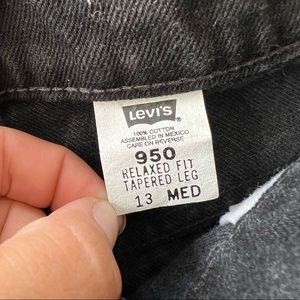 Levi's
100% COTTON
ASSEMBLED IN MEXICO
CARE ON REVERSE
950
RELAXED FIT
TAPERED LEG
13 MED